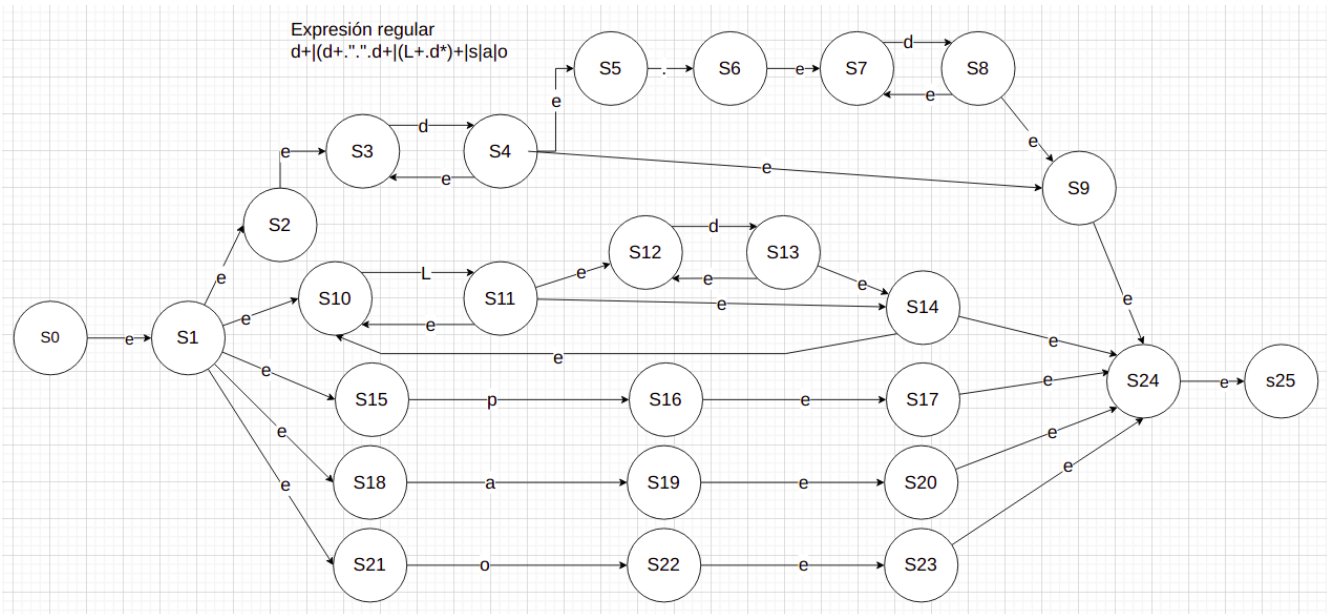 Expresión regular
d+|(d+.".".d+|(L+.d*)+|s|a|o
S5
.
S6
e
S7
d
S8
e
e
S3
d
S4
e
e
e
e
e
S9
S2
e
S12
d
S13
e
e
e
S10
L
S11
e
e
e
S14
e
e
S0
e
S1
e
e
e
S24
e
s25
S15
p
S16
e
S17
e
e
S18
a
S19
e
S20
e
e
S21
o
S22
e
S23
e